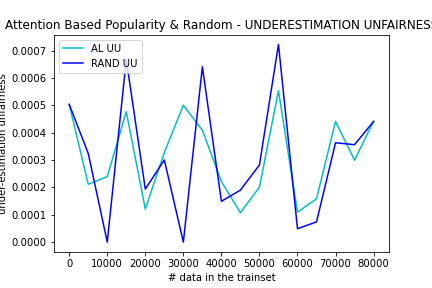 Attention Based Popularity & Random - UNDERESTIMATION UNFAIRNES
AL UU
RAND UU
0.0007
0.0006
0.0005
0.0004
0.0003
0.0002
0.0001
0.0000
under-estimation unfairness
0 10000 20000 30000 40000 50000 60000 70000 80000
# data in the trainset